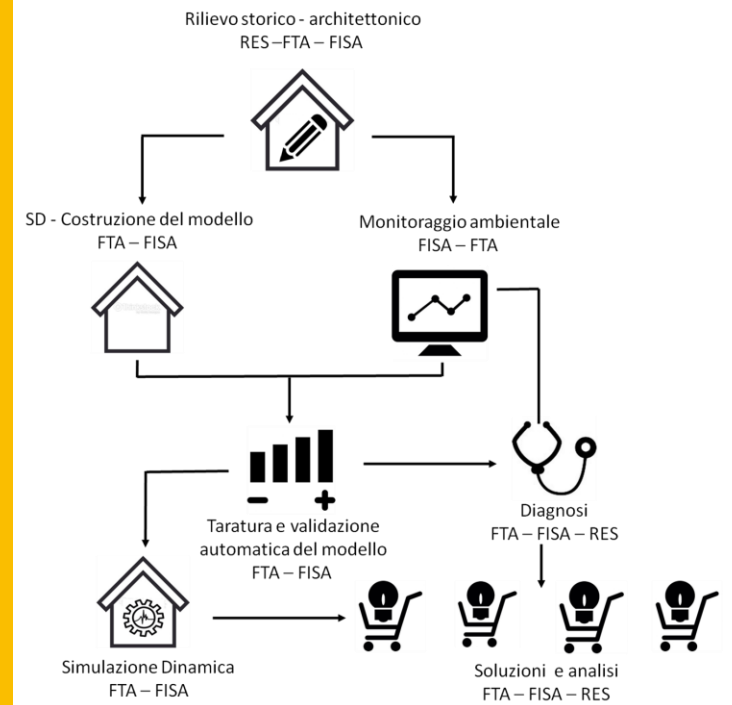 Rilievo storico - architettonico
RES –FTA – FISA
SD - Costruzione del modello
FTA – FISA
Monitoraggio ambientale
FISA – FTA
Taratura e validazione
automatica del modello
FTA – FISA
Diagnosi
FTA – FISA – RES
Simulazione Dinamica
FTA – FISA
Soluzioni e analisi
FTA – FISA – RES